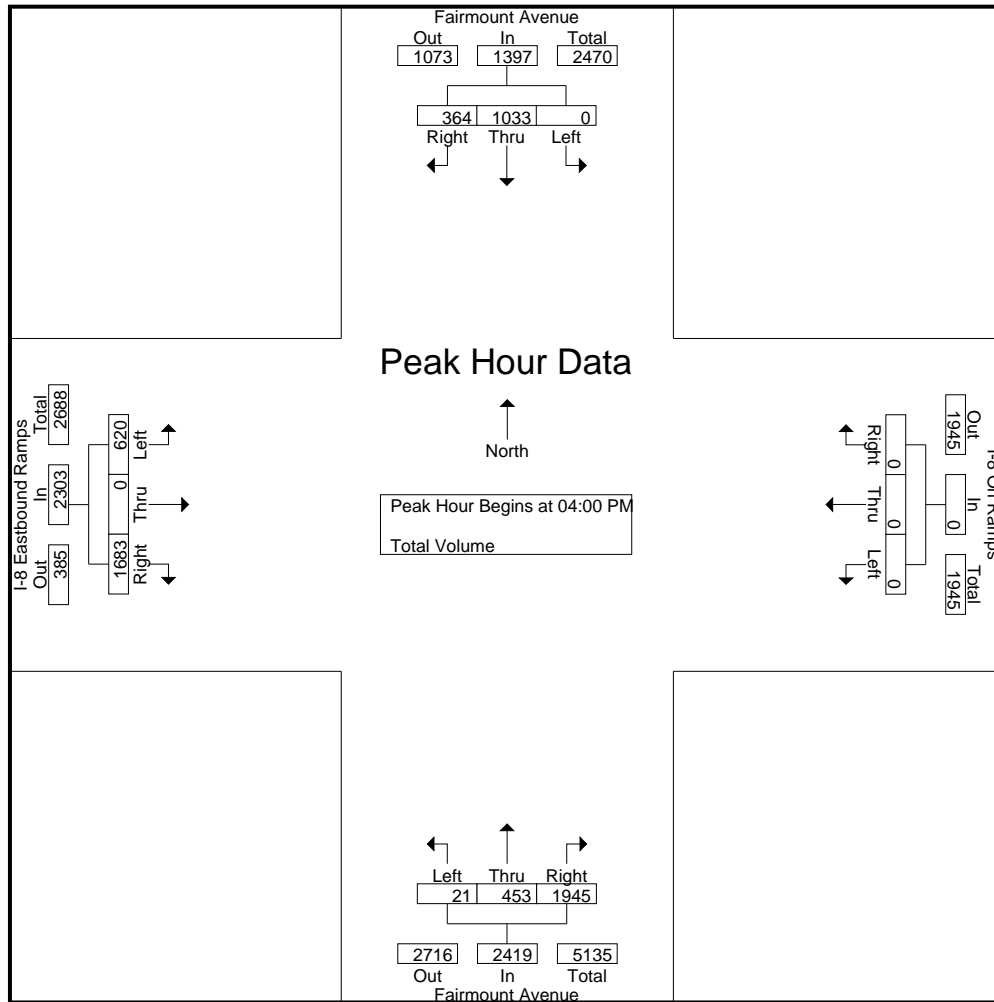 Fairmount Avenue
Out In Total
1073 1397 2470
364 1033 0
Right Thru Left
Peak Hour Data
North
Peak Hour Begins at 04:00 PM
Total Volume
I-8 Eastbound Ramps
Total In Out
2688 2303 385
620 0 1683
Left Thru Right
I-8 On Ramps
Out In Total
1945 0 1945
0 0 0
Right Thru Left
Left Thru Right
21 453 1945
2716 2419 5135
Out In Total
Fairmount Avenue